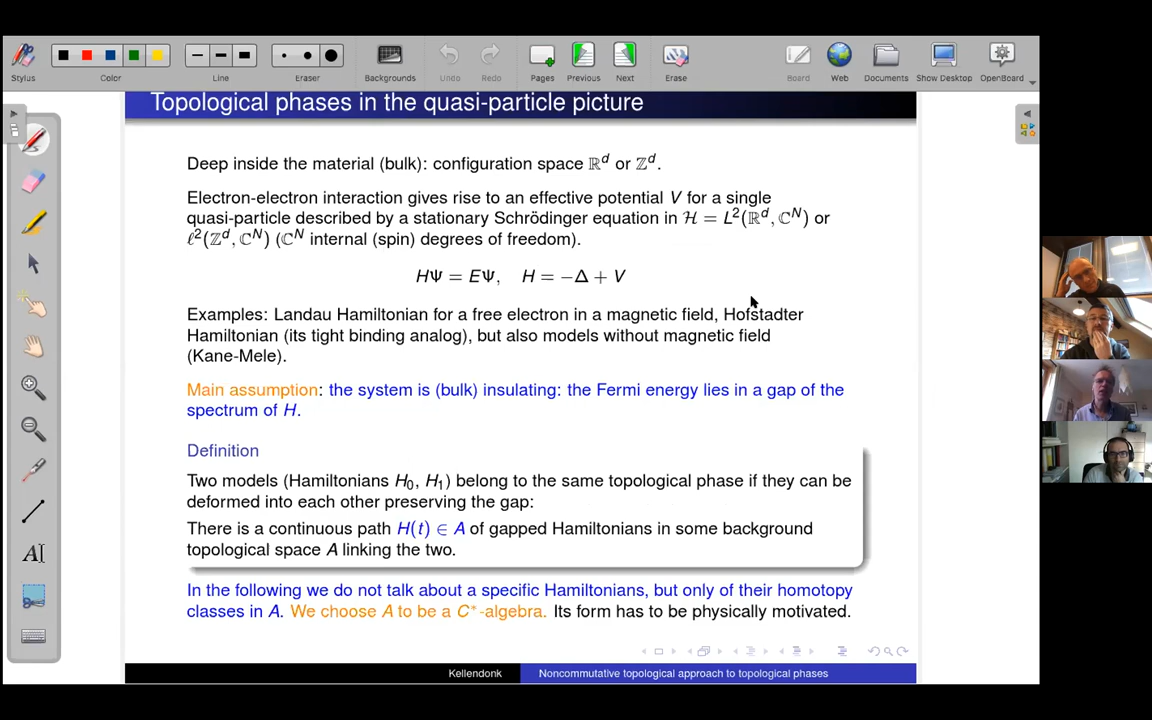 Stylus Color Line Eraser Backgrounds Undo Redo Pages Previous Next Erase Board Web Documents Show Desktop OpenBoard
Topological phases in the quasi-particle picture
Deep inside the material (bulk): configuration space ℝᵈ or ℤᵈ.
Electron-electron interaction gives rise to an effective potential V for a single
quasi-particle described by a stationary Schrödinger equation in ℋ = L²(ℝᵈ, ℂᴺ) or
ℓ²(ℤᵈ, ℂᴺ) (ℂᴺ internal (spin) degrees of freedom).
HΨ = EΨ, H = −Δ + V
Examples: Landau Hamiltonian for a free electron in a magnetic field, Hofstadter
Hamiltonian (its tight binding analog), but also models without magnetic field
(Kane-Mele).
Main assumption: the system is (bulk) insulating: the Fermi energy lies in a gap of the
spectrum of H.
Definition
Two models (Hamiltonians H₀, H₁) belong to the same topological phase if they can be
deformed into each other preserving the gap:
There is a continuous path H(t) ∈ A of gapped Hamiltonians in some background
topological space A linking the two.
In the following we do not talk about a specific Hamiltonians, but only of their homotopy
classes in A. We choose A to be a C*-algebra. Its form has to be physically motivated.
Kellendonk Noncommutative topological approach to topological phases